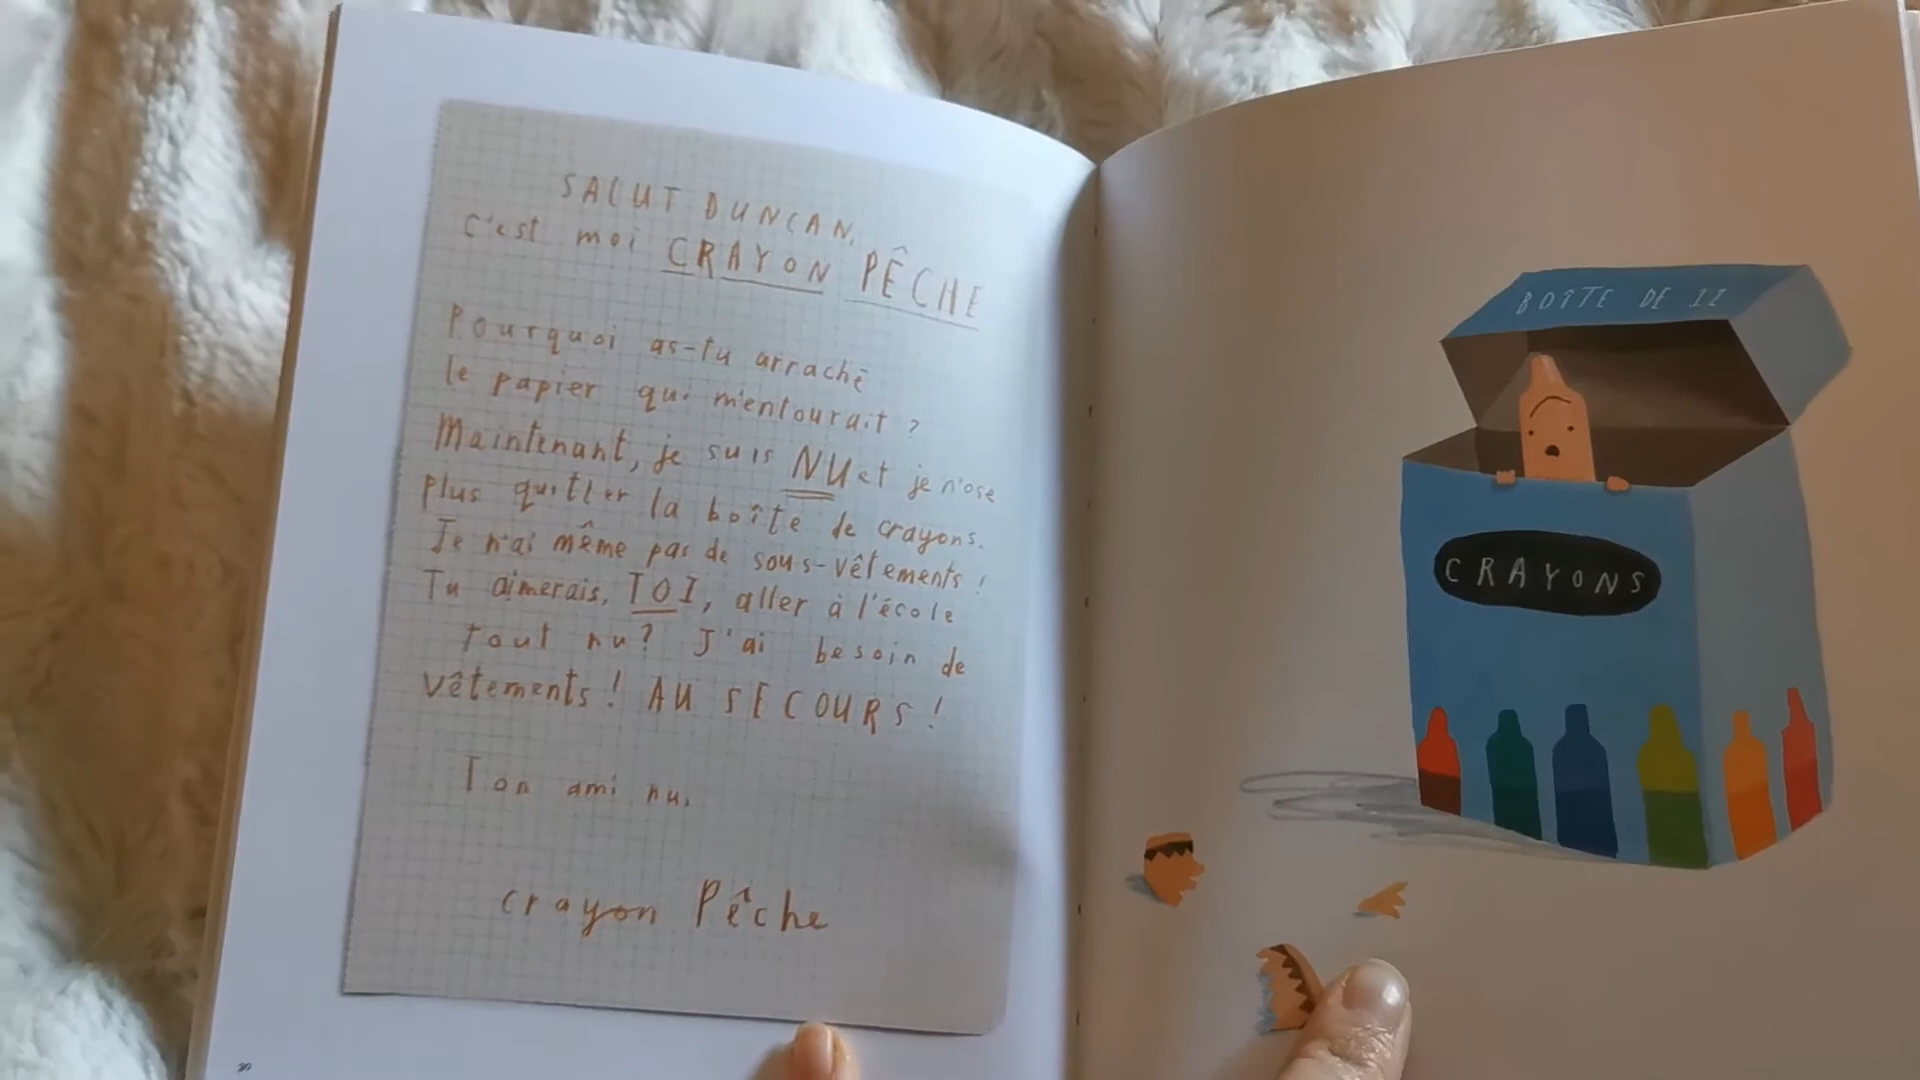 SALUT DUNCAN,
C'est moi CRAYON PÊCHE
Pourquoi as-tu arraché
le papier qui m'entourait ?
Maintenant, je suis NU et je n'ose
plus quitter la boîte de crayons.
Je n'ai même pas de sous-vêtements !
Tu aimerais, TOI, aller à l'école
tout nu ? J'ai besoin de
vêtements ! AU SECOURS !
Ton ami nu,
crayon Pêche
BOÎTE DE 12
CRAYONS